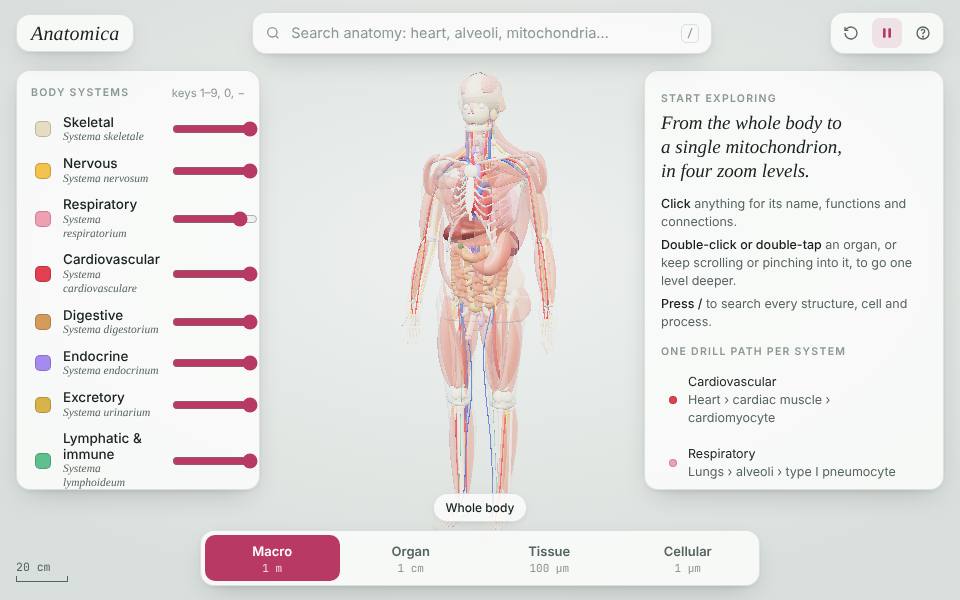 Anatomica
Search anatomy: heart, alveoli, mitochondria...
/
BODY SYSTEMS
keys 1–9, 0, −
Skeletal
Systema skeletale
Nervous
Systema nervosum
Respiratory
Systema
respiratorium
Cardiovascular
Systema
cardiovasculare
Digestive
Systema digestorium
Endocrine
Systema endocrinum
Excretory
Systema urinarium
Lymphatic &
immune
Systema
lymphoideum
START EXPLORING
From the whole body to
a single mitochondrion,
in four zoom levels.
Click anything for its name, functions and
connections.
Double-click or double-tap an organ, or
keep scrolling or pinching into it, to go one
level deeper.
Press / to search every structure, cell and
process.
ONE DRILL PATH PER SYSTEM
Cardiovascular
Heart › cardiac muscle ›
cardiomyocyte
Respiratory
Lungs › alveoli › type I pneumocyte
Whole body
Macro
1 m
Organ
1 cm
Tissue
100 µm
Cellular
1 µm
20 cm